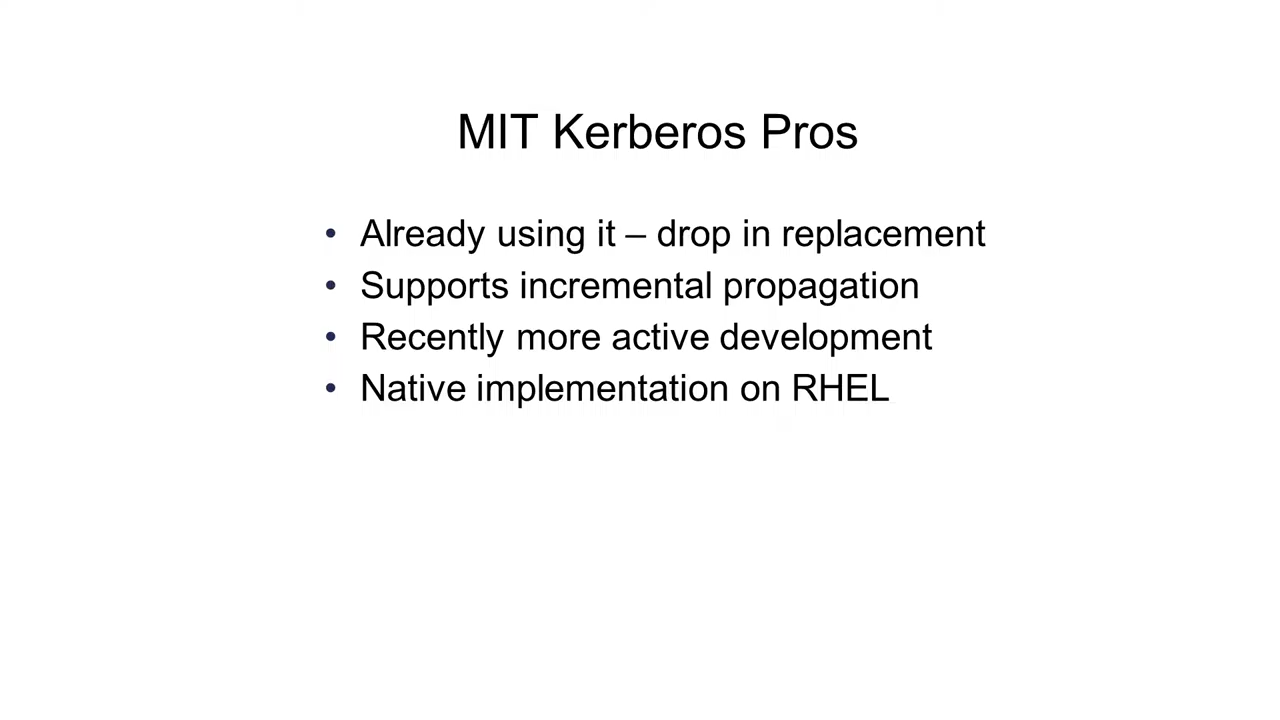 MIT Kerberos Pros
• Already using it – drop in replacement
• Supports incremental propagation
• Recently more active development
• Native implementation on RHEL